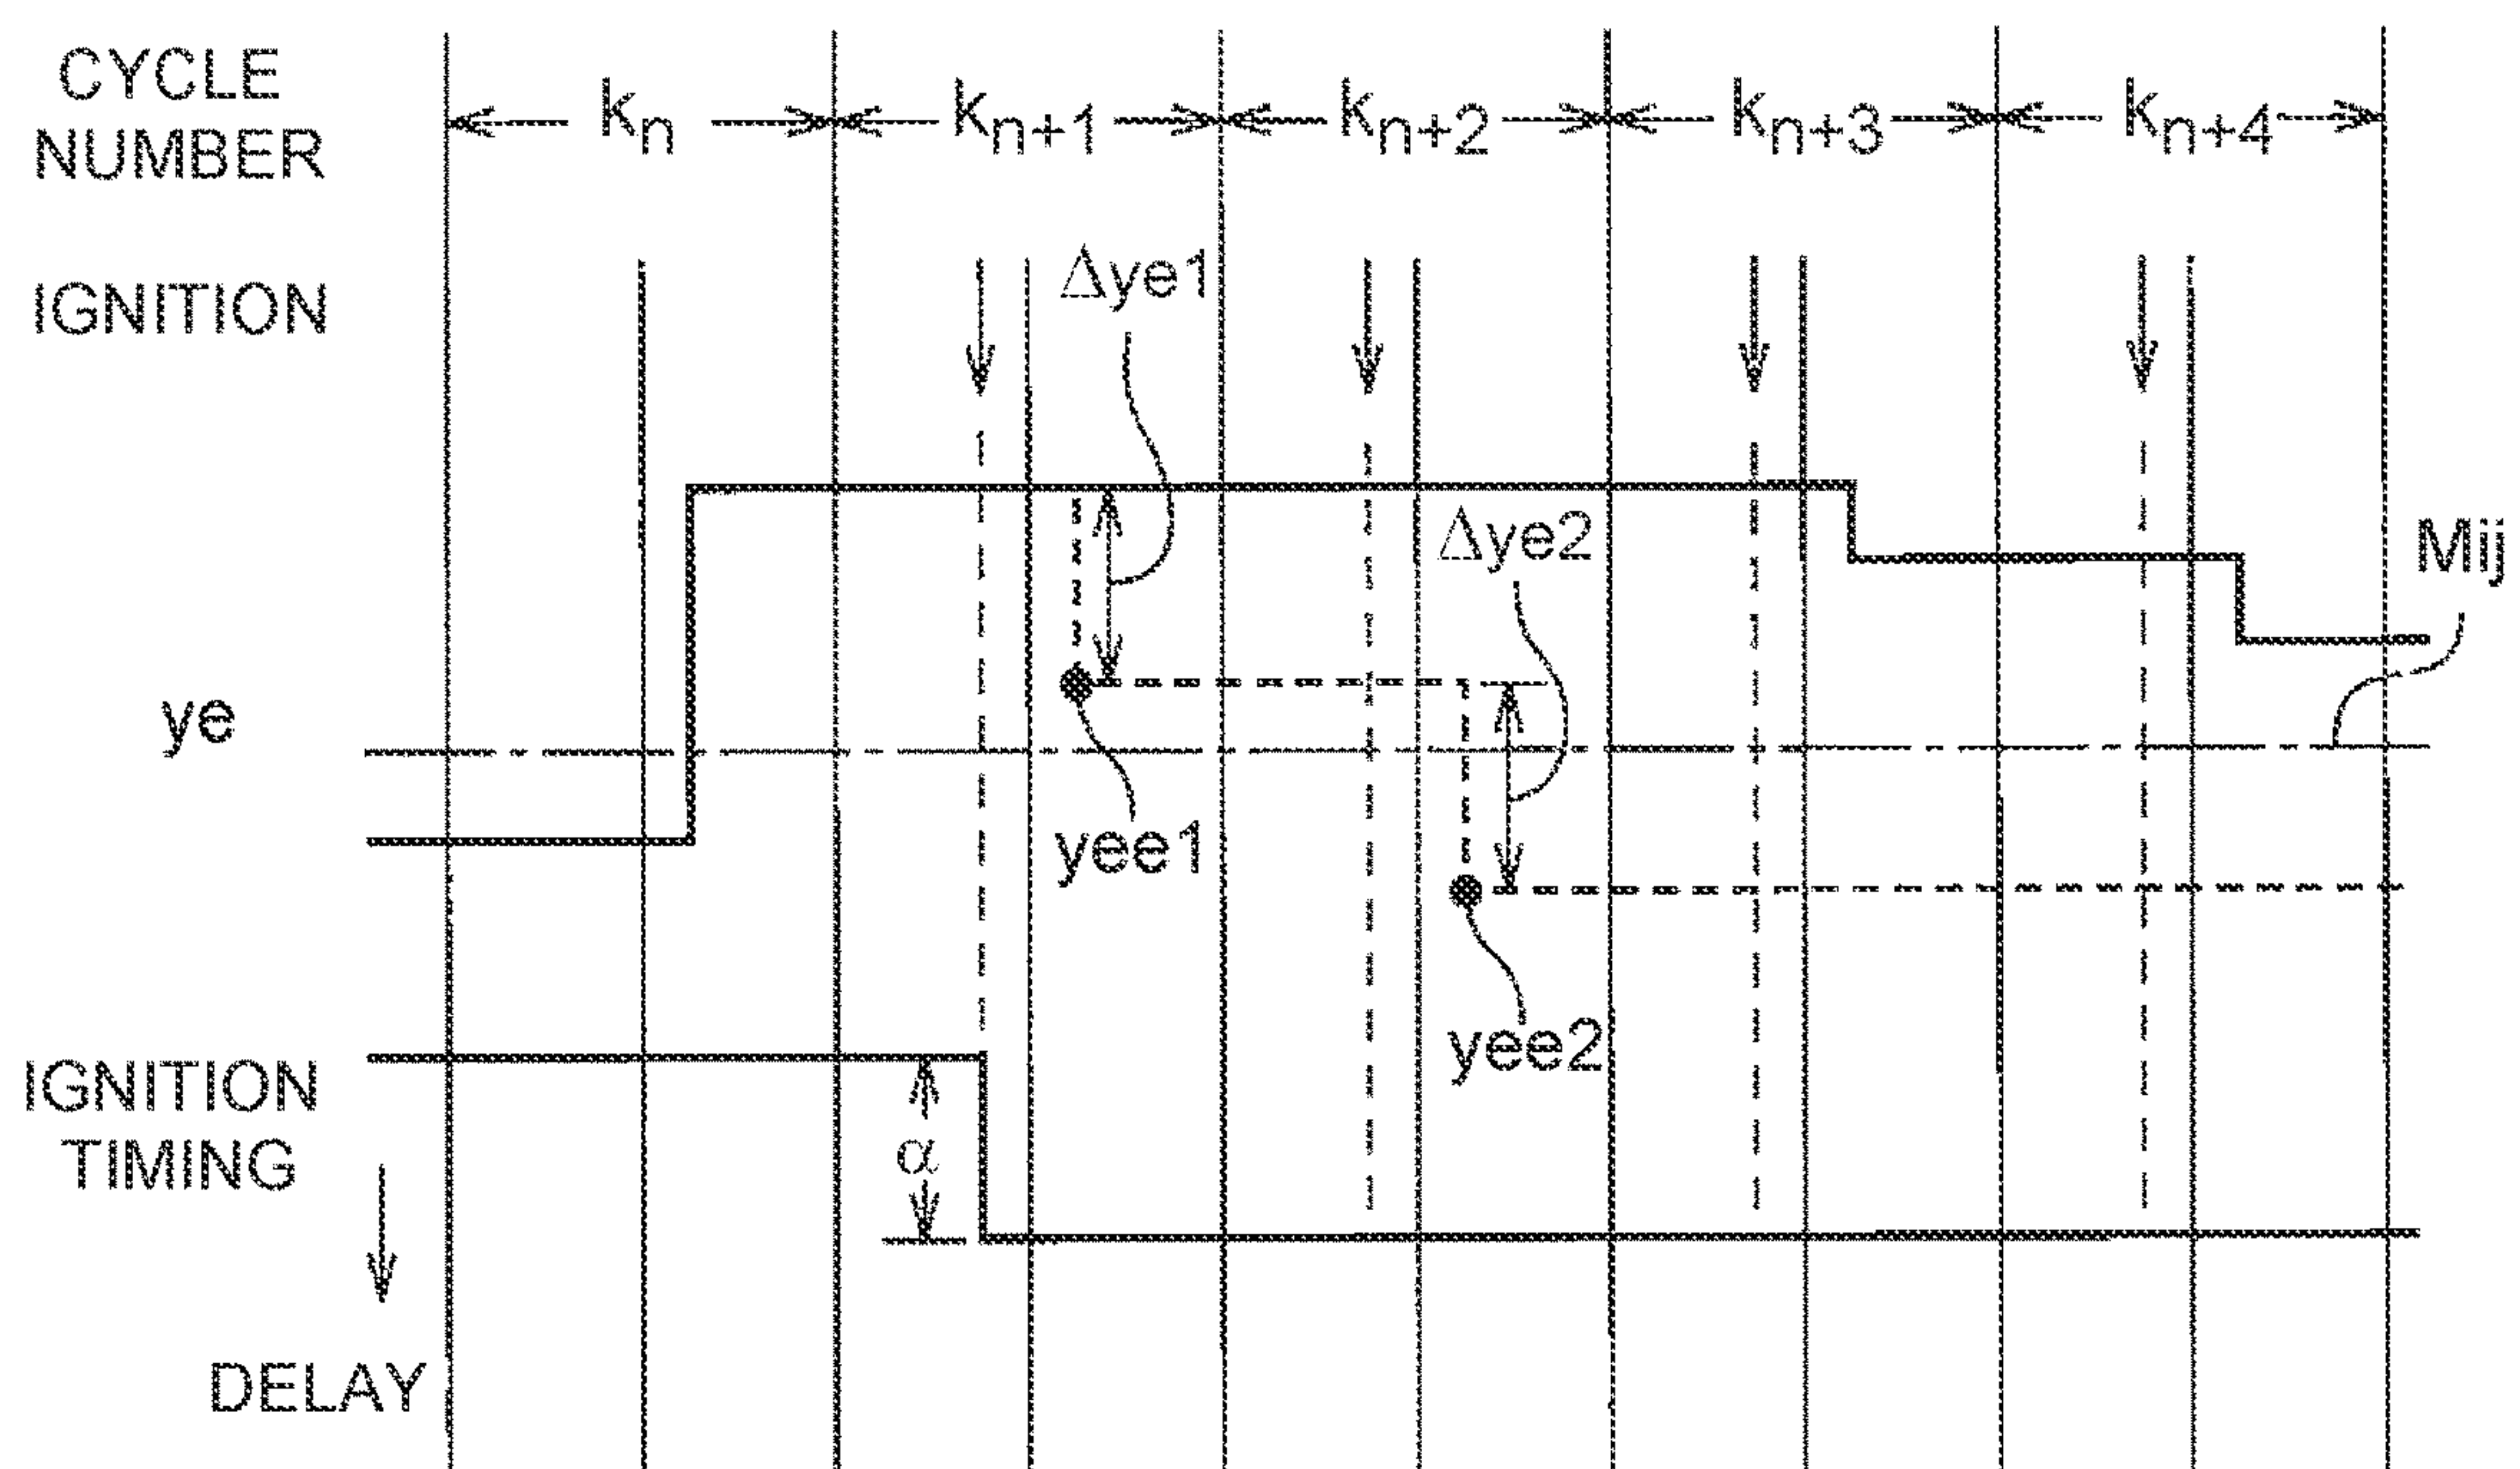 CYCLE
NUMBER
kn
kn+1
kn+2
kn+3
kn+4
IGNITION
Δye1
Δye2
Mij
ye
yee1
yee2
IGNITION
TIMING
α
DELAY